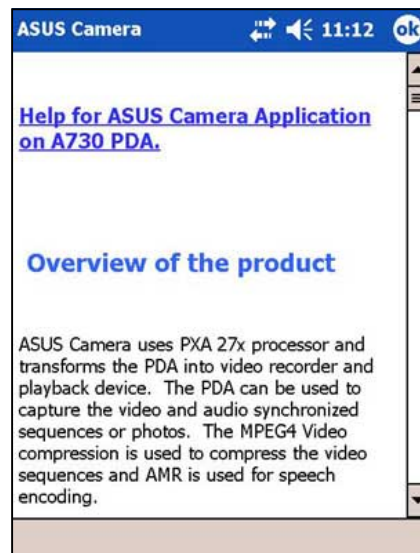 ASUS Camera 11:12 ok
Help for ASUS Camera Application
on A730 PDA.
Overview of the product
ASUS Camera uses PXA 27x processor and
transforms the PDA into video recorder and
playback device. The PDA can be used to
capture the video and audio synchronized
sequences or photos. The MPEG4 Video
compression is used to compress the video
sequences and AMR is used for speech
encoding.